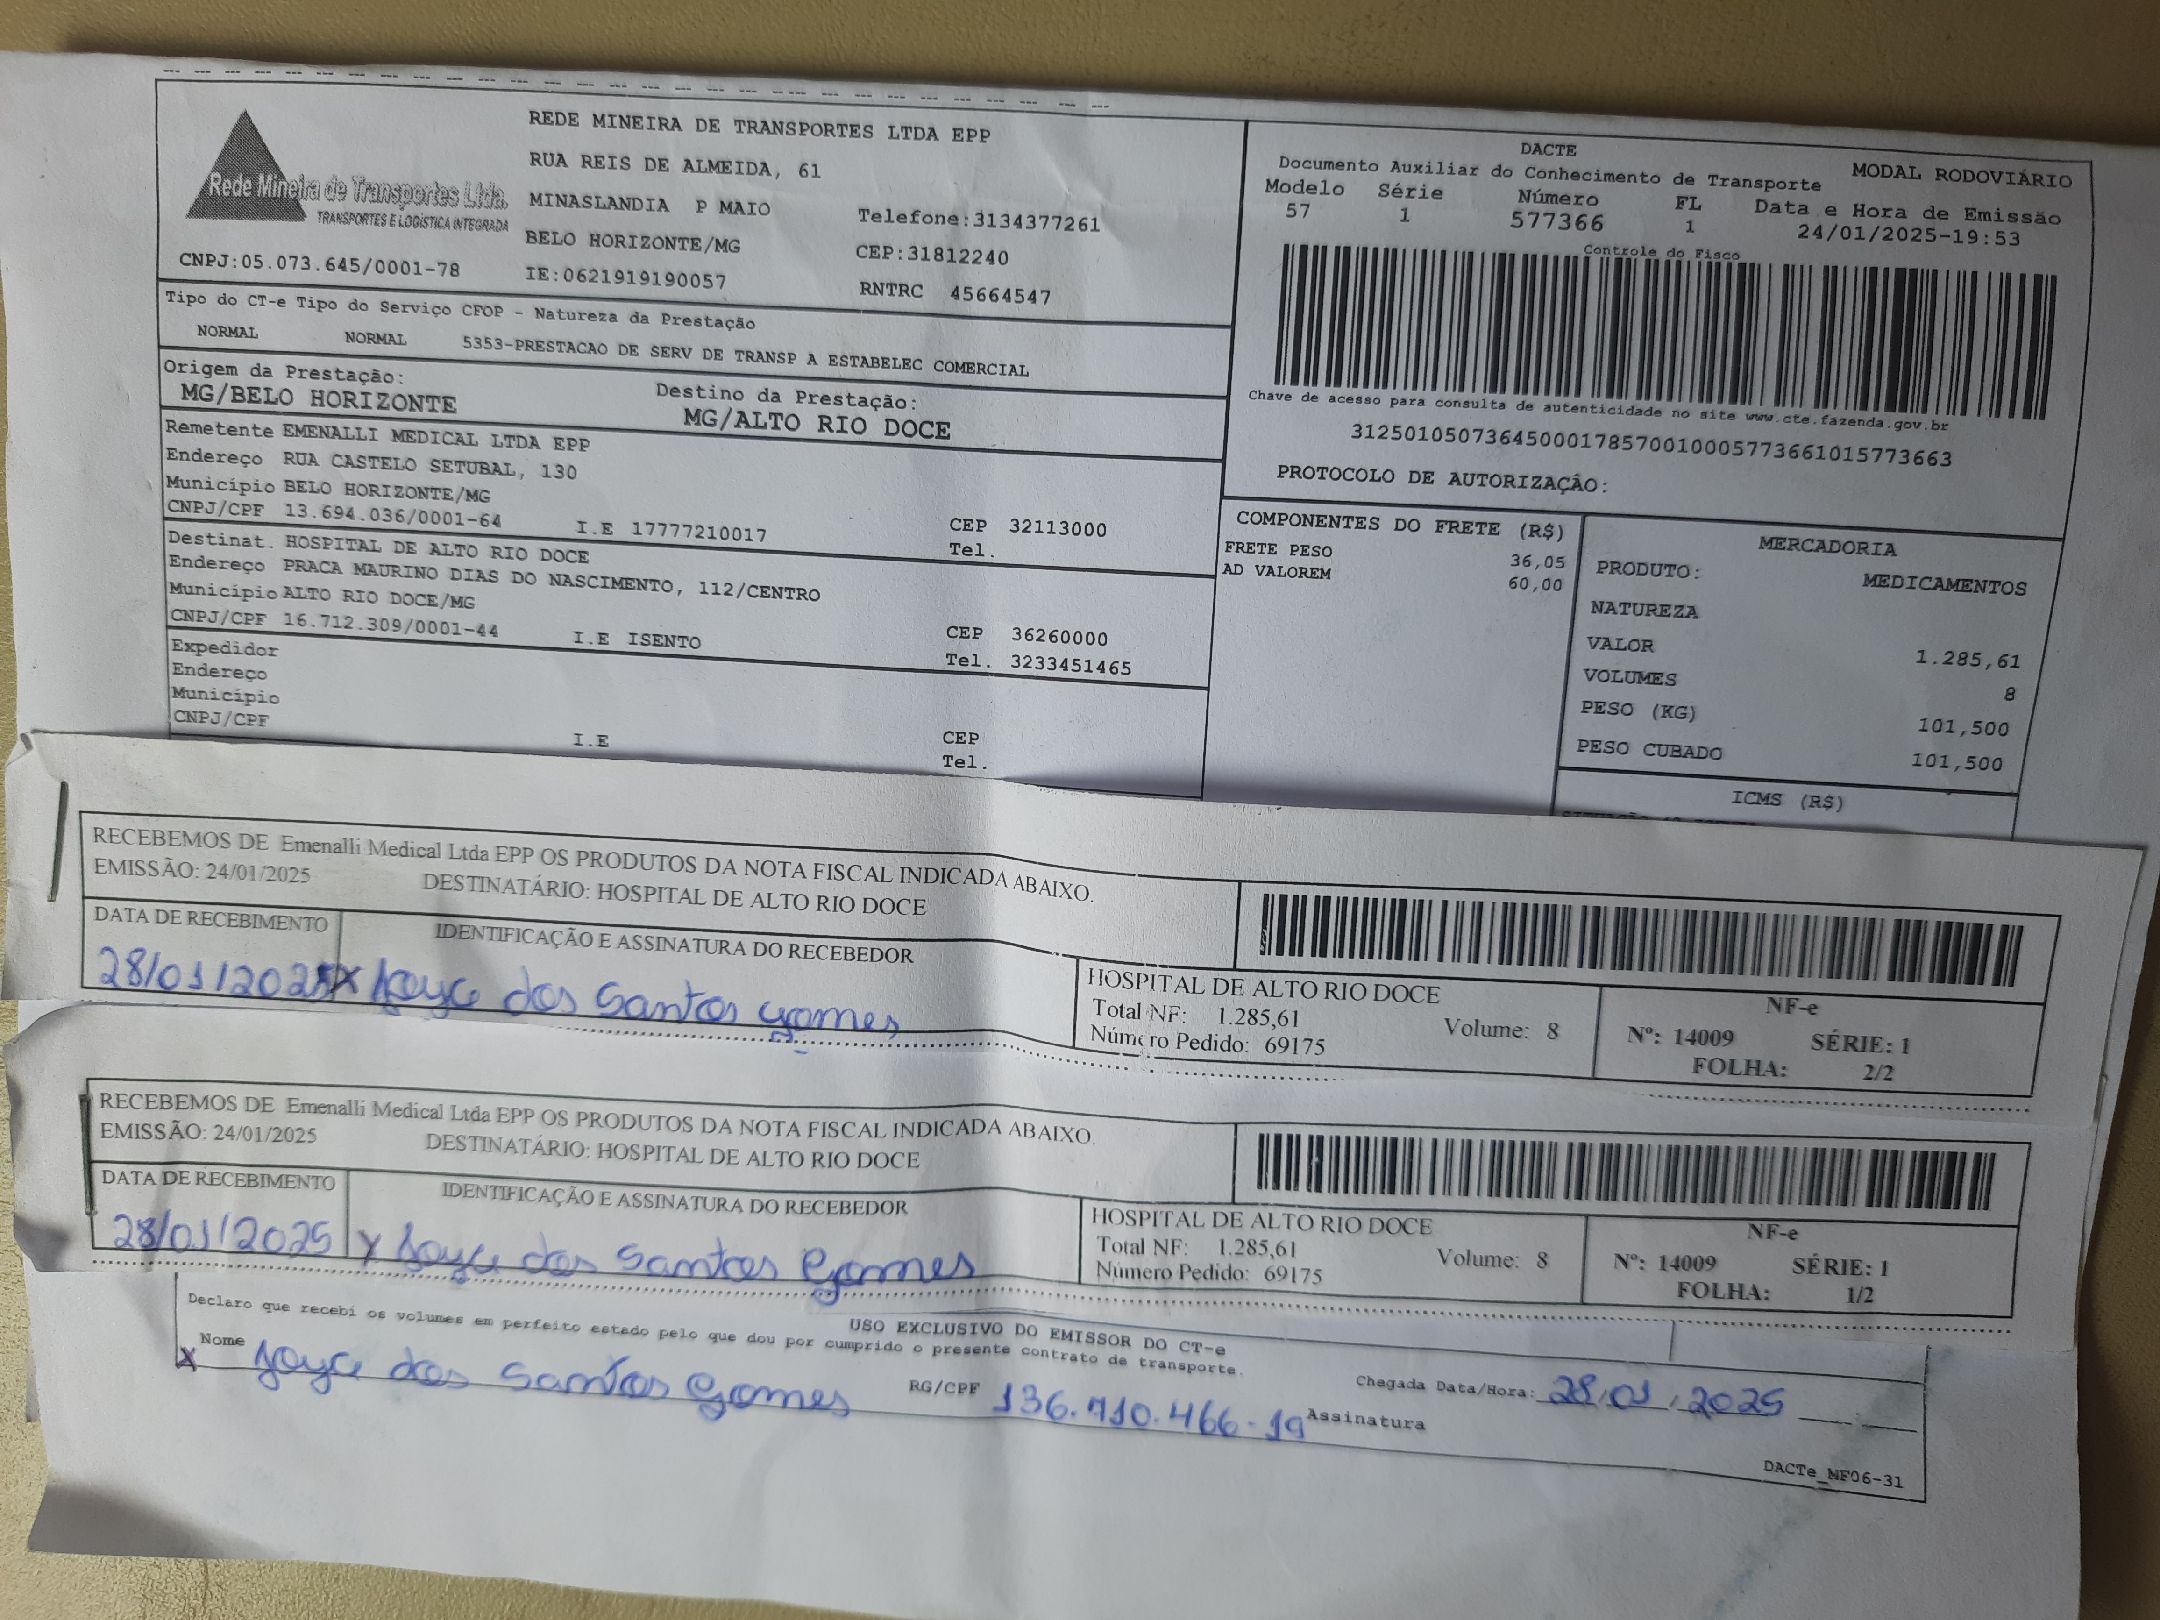 Rede Mineira de Transportes Ltda.
TRANSPORTES E LOGÍSTICA INTEGRADA
REDE MINEIRA DE TRANSPORTES LTDA EPP
RUA REIS DE ALMEIDA, 61
MINASLANDIA P MAIO Telefone:3134377261
BELO HORIZONTE/MG CEP:31812240
CNPJ:05.073.645/0001-78 IE:0621919190057 RNTRC 45664547
DACTE
Documento Auxiliar do Conhecimento de Transporte MODAL RODOVIÁRIO
Modelo Série Número FL Data e Hora de Emissão
57 1 577366 1 24/01/2025-19:53
Controle do Fisco
Chave de acesso para consulta de autenticidade no site www.cte.fazenda.gov.br
31250105073645000178570010005773661015773663
PROTOCOLO DE AUTORIZAÇÃO:
Tipo do CT-e Tipo do Serviço CFOP - Natureza da Prestação
NORMAL NORMAL 5353-PRESTACAO DE SERV DE TRANSP A ESTABELEC COMERCIAL
Origem da Prestação: Destino da Prestação:
MG/BELO HORIZONTE MG/ALTO RIO DOCE
Remetente EMENALLI MEDICAL LTDA EPP
Endereço RUA CASTELO SETUBAL, 130
Município BELO HORIZONTE/MG CEP 32113000
CNPJ/CPF 13.694.036/0001-64 I.E 17777210017 Tel.
Destinat. HOSPITAL DE ALTO RIO DOCE
Endereço PRACA MAURINO DIAS DO NASCIMENTO, 112/CENTRO
Município ALTO RIO DOCE/MG CEP 36260000
CNPJ/CPF 16.712.309/0001-44 I.E ISENTO Tel. 3233451465
Expedidor
Endereço
Município CEP
CNPJ/CPF I.E Tel.
COMPONENTES DO FRETE (R$)
FRETE PESO 36,05
AD VALOREM 60,00
MERCADORIA
PRODUTO: MEDICAMENTOS
NATUREZA
VALOR 1.285,61
VOLUMES 8
PESO (KG) 101,500
PESO CUBADO 101,500
ICMS (R$)
RECEBEMOS DE Emenalli Medical Ltda EPP OS PRODUTOS DA NOTA FISCAL INDICADA ABAIXO.
EMISSÃO: 24/01/2025 DESTINATÁRIO: HOSPITAL DE ALTO RIO DOCE
DATA DE RECEBIMENTO IDENTIFICAÇÃO E ASSINATURA DO RECEBEDOR
28/01/2025 x Joyce dos Santos Gomes
HOSPITAL DE ALTO RIO DOCE
Total NF: 1.285,61 Volume: 8
Número Pedido: 69175
NF-e
Nº: 14009 SÉRIE: 1
FOLHA: 2/2
RECEBEMOS DE Emenalli Medical Ltda EPP OS PRODUTOS DA NOTA FISCAL INDICADA ABAIXO.
EMISSÃO: 24/01/2025 DESTINATÁRIO: HOSPITAL DE ALTO RIO DOCE
DATA DE RECEBIMENTO IDENTIFICAÇÃO E ASSINATURA DO RECEBEDOR
28/01/2025 x Joyce dos Santos Gomes
HOSPITAL DE ALTO RIO DOCE
Total NF: 1.285,61 Volume: 8
Número Pedido: 69175
NF-e
Nº: 14009 SÉRIE: 1
FOLHA: 1/2
USO EXCLUSIVO DO EMISSOR DO CT-e
Declaro que recebi os volumes em perfeito estado pelo que dou por cumprido o presente contrato de transporte.
Nome x Joyce dos Santos Gomes RG/CPF 136.710.466-19 Assinatura
Chegada Data/Hora: 28/01/2025
DACTe_MF06-31